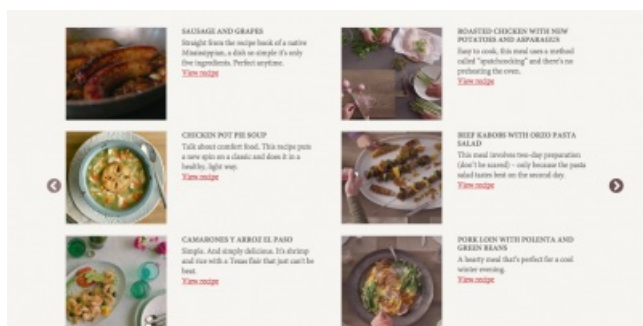 SAUSAGE AND GRAPES
Straight from the recipe book of a native
Mississippian, a dish so simple it's only
five ingredients. Perfect anytime.
View recipe
ROASTED CHICKEN WITH NEW
POTATOES AND ASPARAGUS
Easy to cook, this meal uses a method
called "spatchcocking" and there's no
preheating the oven.
View recipe
CHICKEN POT PIE SOUP
Talk about comfort food. This recipe puts
a new spin on a classic and does it in a
healthy, light way.
View recipe
BEEF KABOBS WITH ORZO PASTA
SALAD
This meal involves two-day preparation
(don't be scared) – only because the pasta
salad tastes best on the second day.
View recipe
CAMARONES Y ARROZ EL PASO
Simple. And simply delicious. It's shrimp
and rice with a Texas flair that just can't be
beat.
View recipe
PORK LOIN WITH POLENTA AND
GREEN BEANS
A hearty meal that's perfect for a cool
winter evening.
View recipe